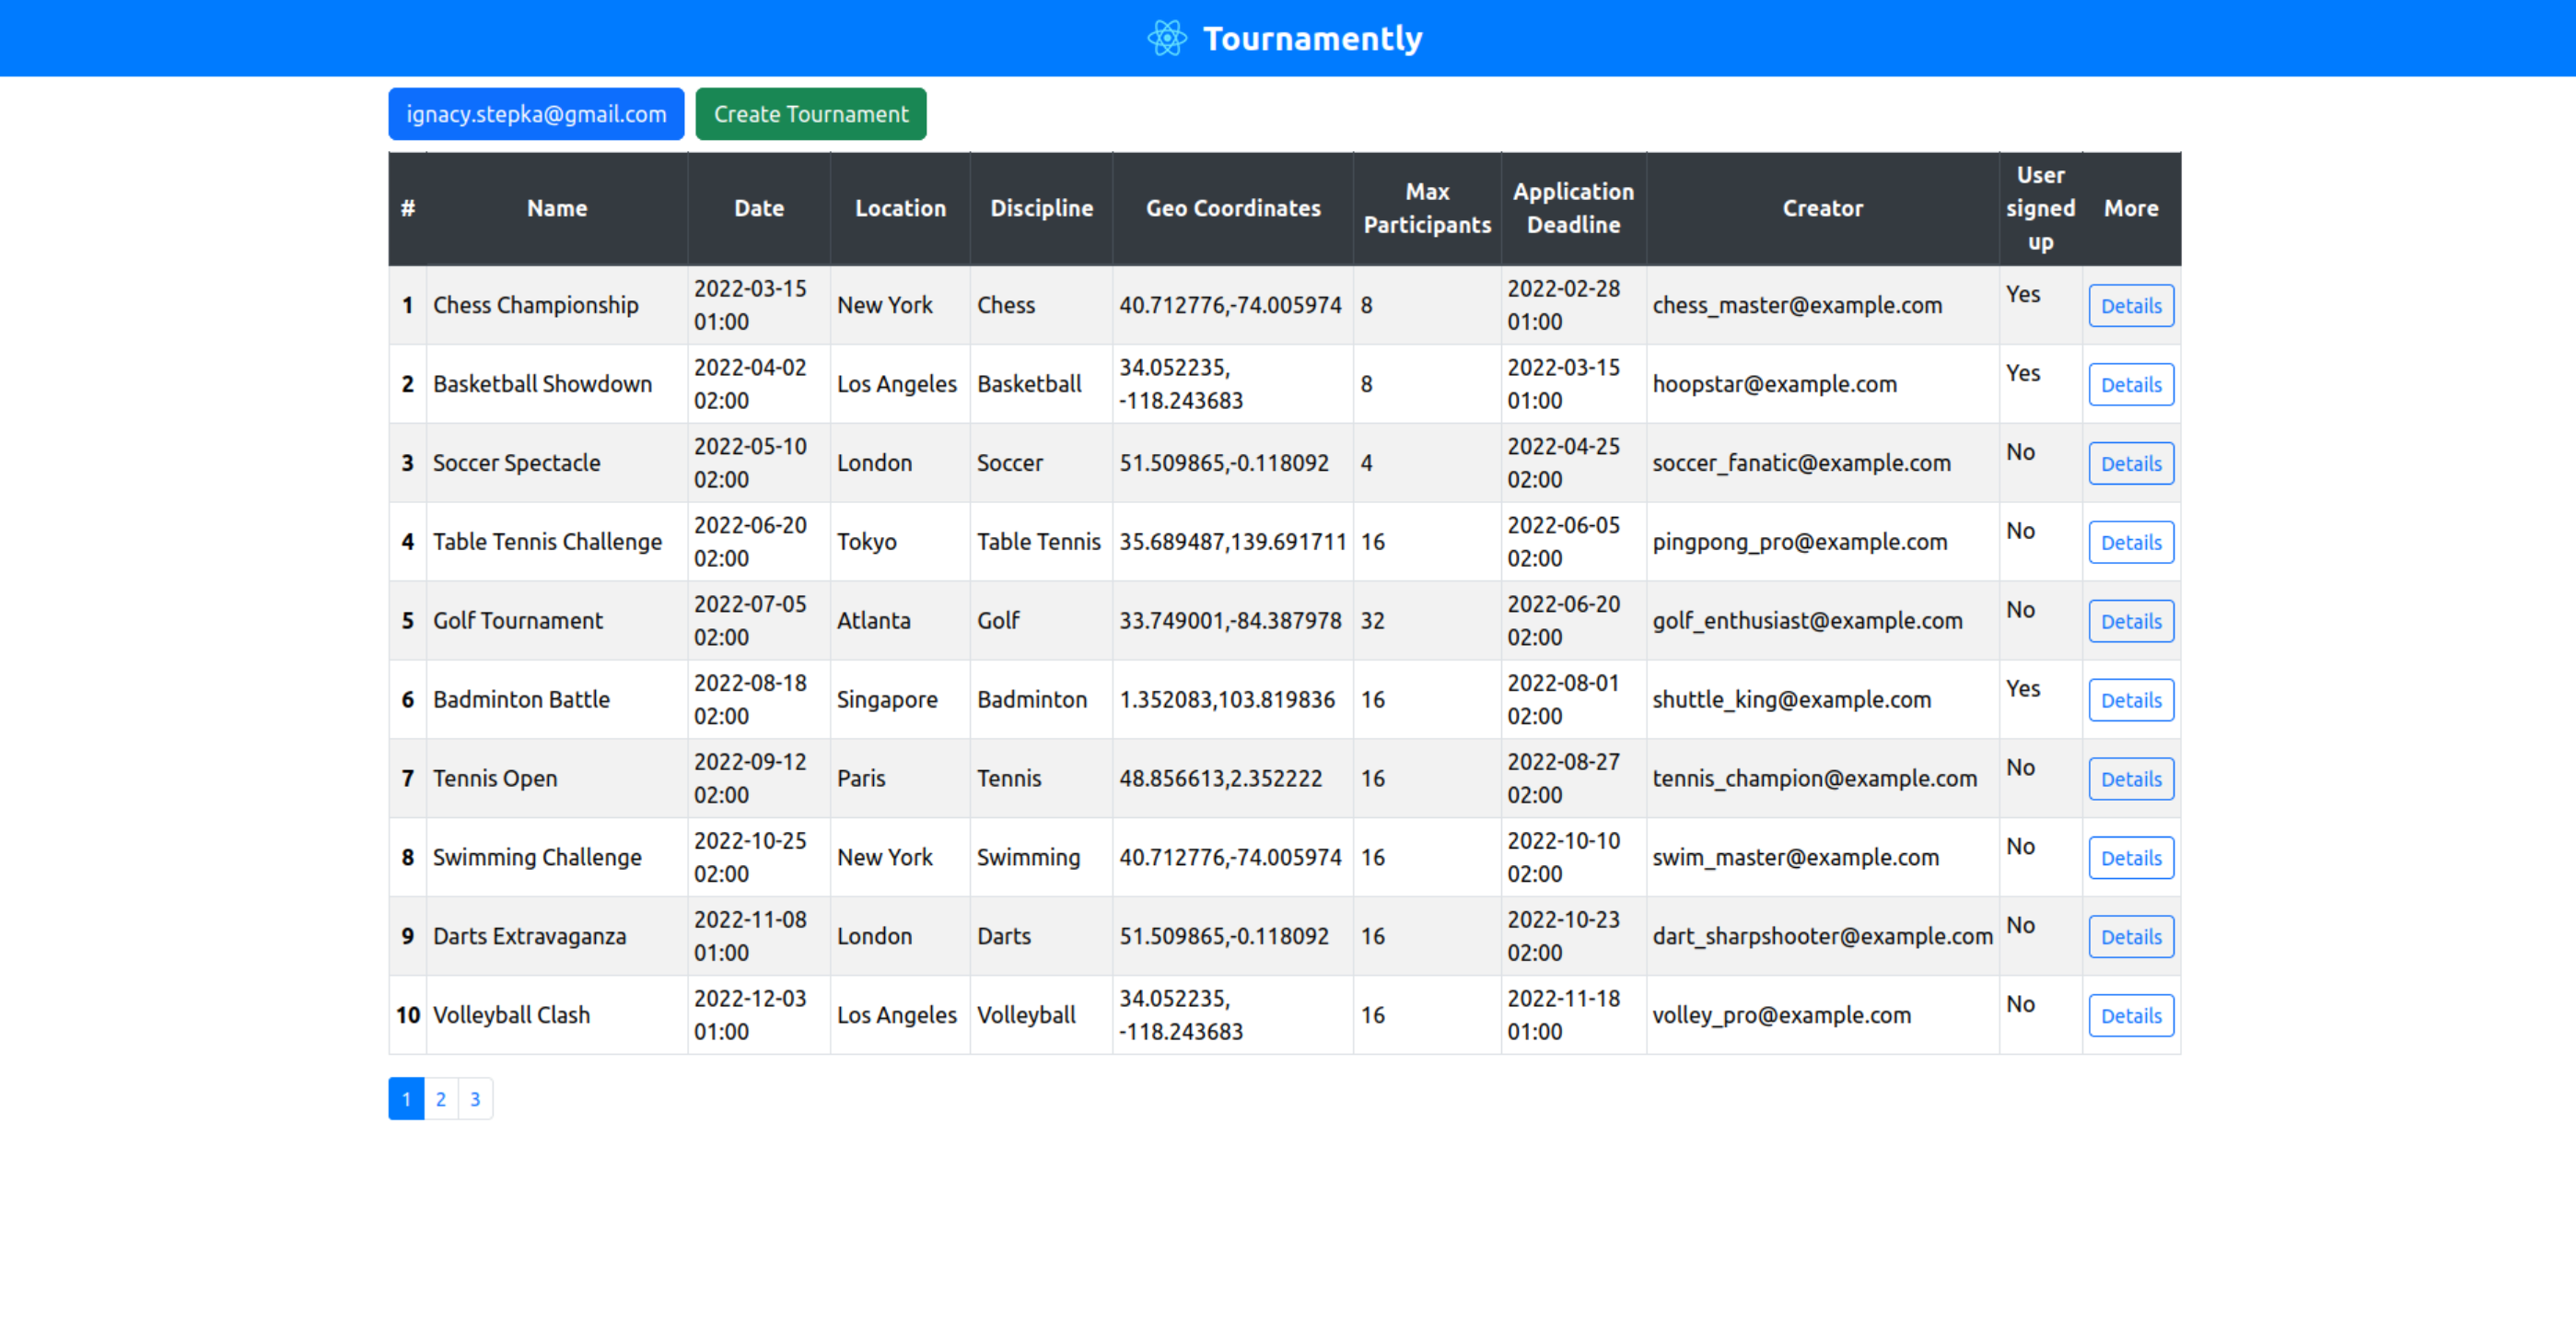 Tournamently
ignacy.stepka@gmail.com Create Tournament
# Name Date Location Discipline Geo Coordinates Max Participants Application Deadline Creator User signed up More
1 Chess Championship 2022-03-15 01:00 New York Chess 40.712776,-74.005974 8 2022-02-28 01:00 chess_master@example.com Yes Details
2 Basketball Showdown 2022-04-02 02:00 Los Angeles Basketball 34.052235, -118.243683 8 2022-03-15 01:00 hoopstar@example.com Yes Details
3 Soccer Spectacle 2022-05-10 02:00 London Soccer 51.509865,-0.118092 4 2022-04-25 02:00 soccer_fanatic@example.com No Details
4 Table Tennis Challenge 2022-06-20 02:00 Tokyo Table Tennis 35.689487,139.691711 16 2022-06-05 02:00 pingpong_pro@example.com No Details
5 Golf Tournament 2022-07-05 02:00 Atlanta Golf 33.749001,-84.387978 32 2022-06-20 02:00 golf_enthusiast@example.com No Details
6 Badminton Battle 2022-08-18 02:00 Singapore Badminton 1.352083,103.819836 16 2022-08-01 02:00 shuttle_king@example.com Yes Details
7 Tennis Open 2022-09-12 02:00 Paris Tennis 48.856613,2.352222 16 2022-08-27 02:00 tennis_champion@example.com No Details
8 Swimming Challenge 2022-10-25 02:00 New York Swimming 40.712776,-74.005974 16 2022-10-10 02:00 swim_master@example.com No Details
9 Darts Extravaganza 2022-11-08 01:00 London Darts 51.509865,-0.118092 16 2022-10-23 02:00 dart_sharpshooter@example.com No Details
10 Volleyball Clash 2022-12-03 01:00 Los Angeles Volleyball 34.052235, -118.243683 16 2022-11-18 01:00 volley_pro@example.com No Details
1 2 3